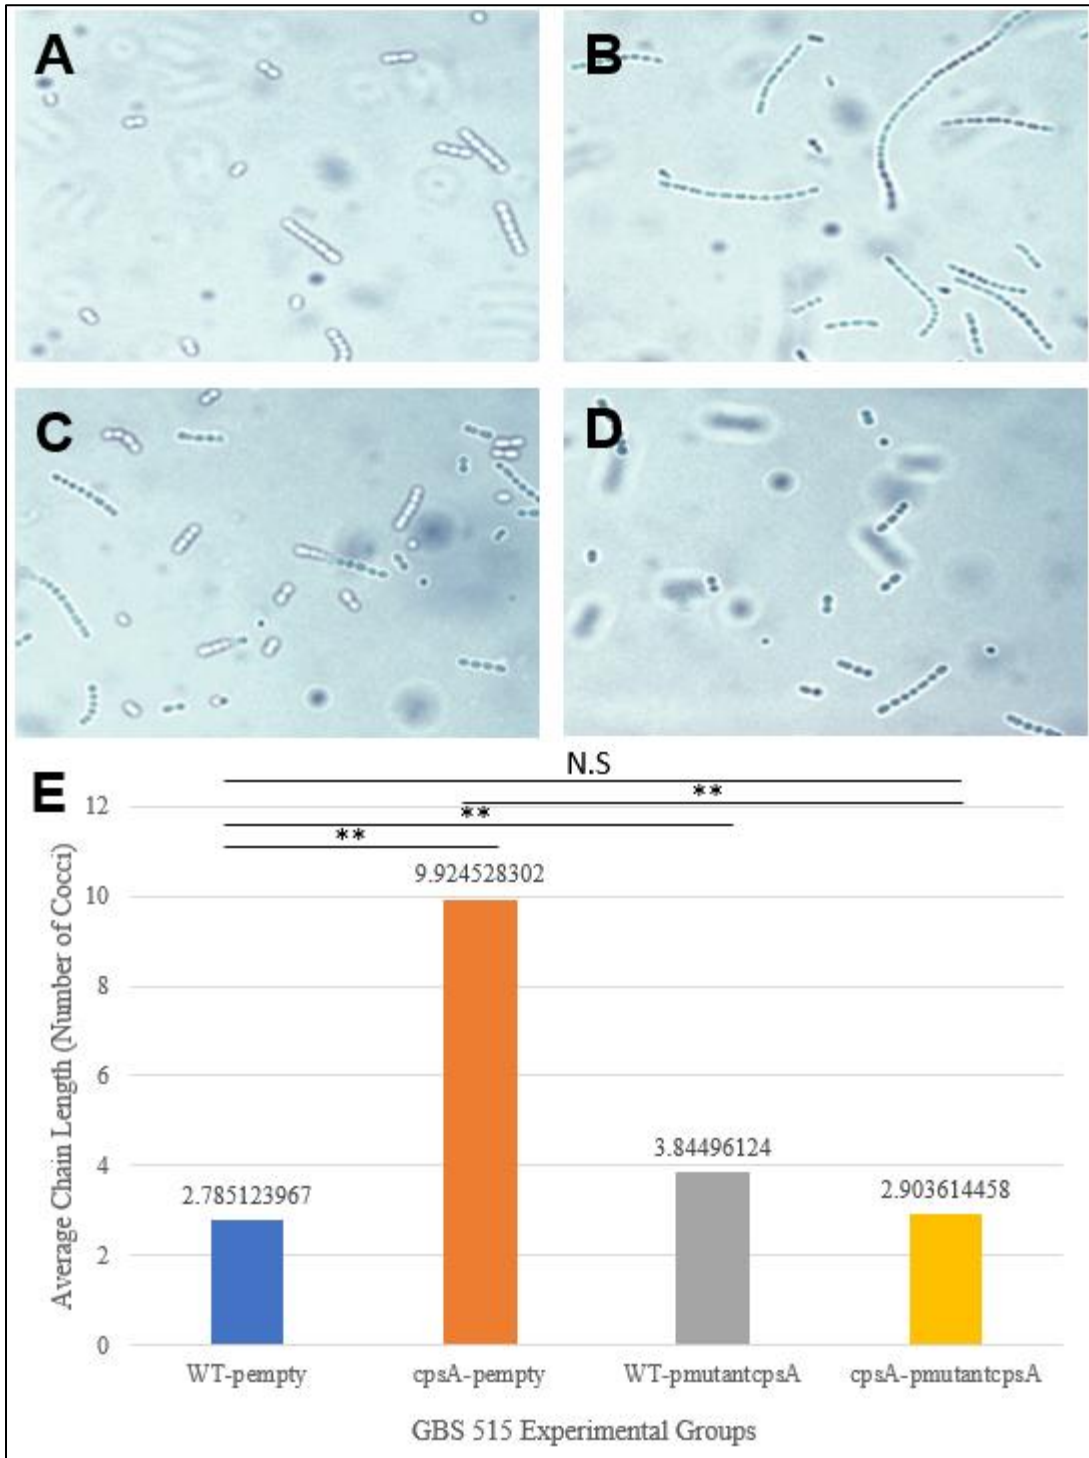 A
B
C
D
E
N.S
**
**
**
12
10
8
6
4
2
0
9.924528302
3.84496124
2.785123967
2.903614458
Average Chain Length (Number of Cocci)
WT-pempty
cpsA-pempty
WT-pmutantcpsA
cpsA-pmutantcpsA
GBS 515 Experimental Groups